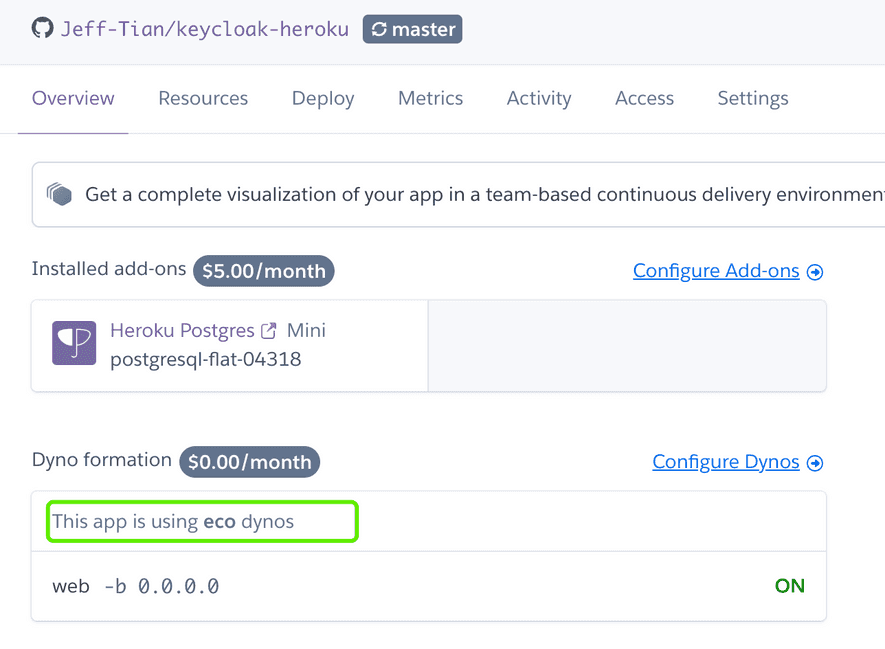 Jeff-Tian/keycloak-heroku master
Overview Resources Deploy Metrics Activity Access Settings
Get a complete visualization of your app in a team-based continuous delivery environmen
Installed add-ons $5.00/month Configure Add-ons
Heroku Postgres Mini
postgresql-flat-04318
Dyno formation $0.00/month Configure Dynos
This app is using eco dynos
web -b 0.0.0.0 ON